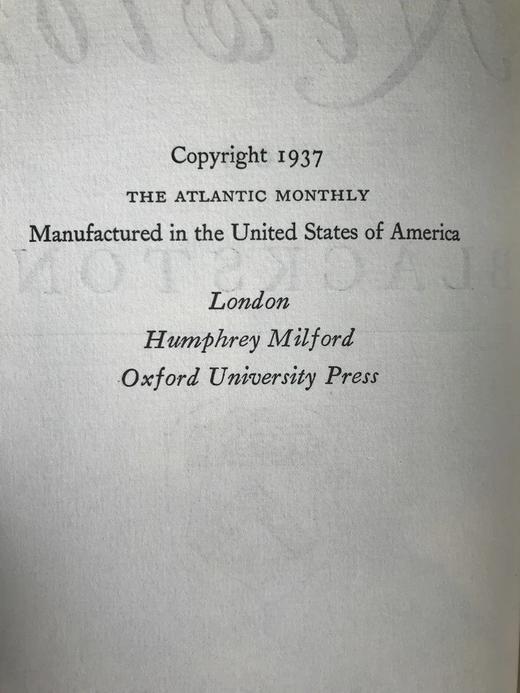 Copyright 1937
THE ATLANTIC MONTHLY
Manufactured in the United States of America
London
Humphrey Milford
Oxford University Press